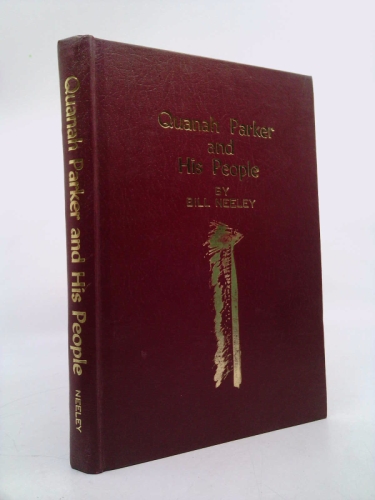 Quanah Parker and His People
NEELEY
Quanah Parker
and
His People
BY
BILL NEELEY